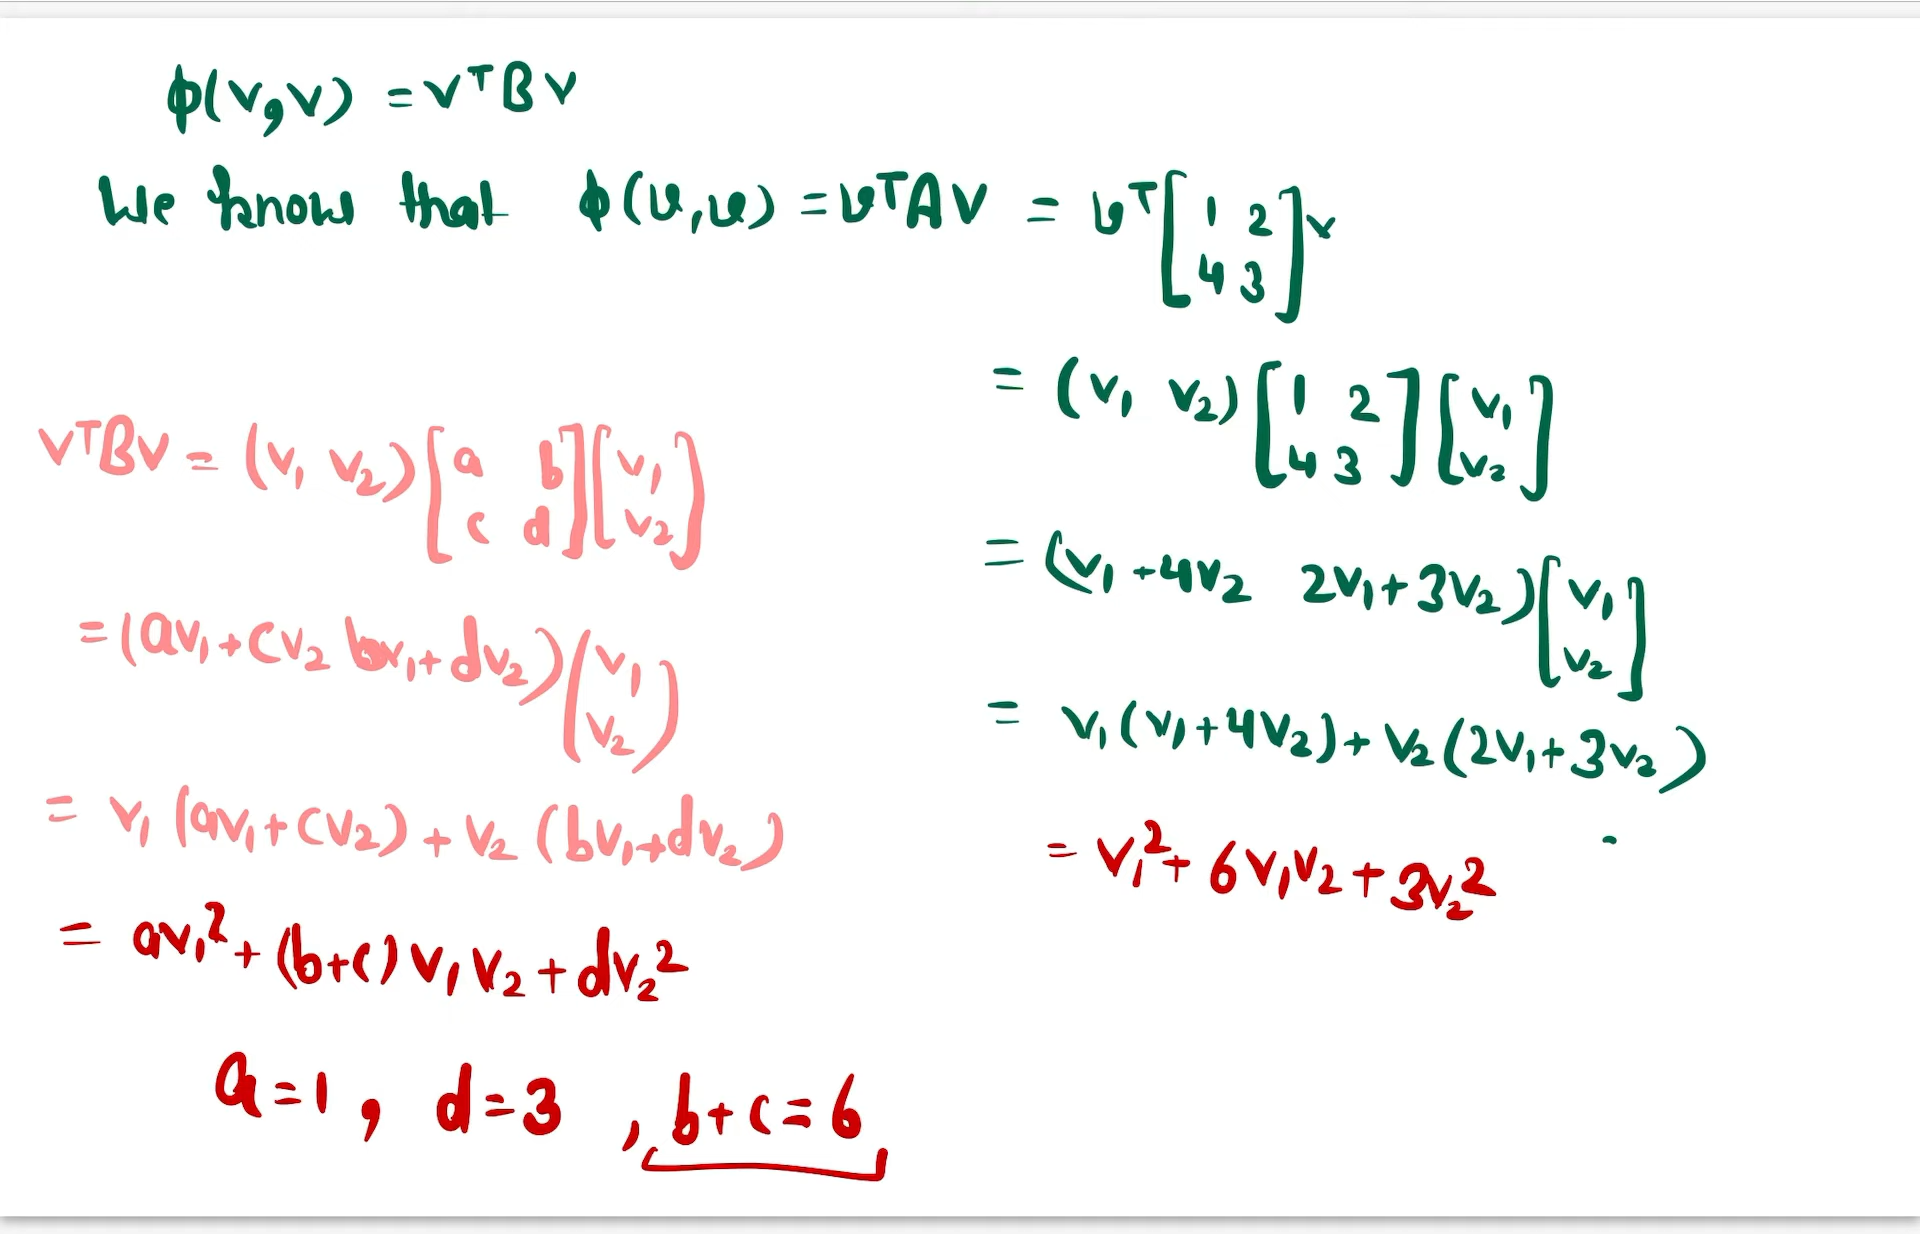 ϕ(v,v) = vᵀBv
We know that ϕ(v,v) = vᵀAv = vᵀ[1 2; 4 3]v
= (v₁ v₂)[1 2; 4 3][v₁; v₂]
= (v₁+4v₂ 2v₁+3v₂)[v₁; v₂]
= v₁(v₁+4v₂)+v₂(2v₁+3v₂)
= v₁²+6v₁v₂+3v₂²
vᵀBv = (v₁ v₂)[a b; c d][v₁; v₂]
= (av₁+cv₂ bv₁+dv₂)(v₁; v₂)
= v₁(av₁+cv₂)+v₂(bv₁+dv₂)
= av₁²+(b+c)v₁v₂+dv₂²
a=1, d=3, b+c=6